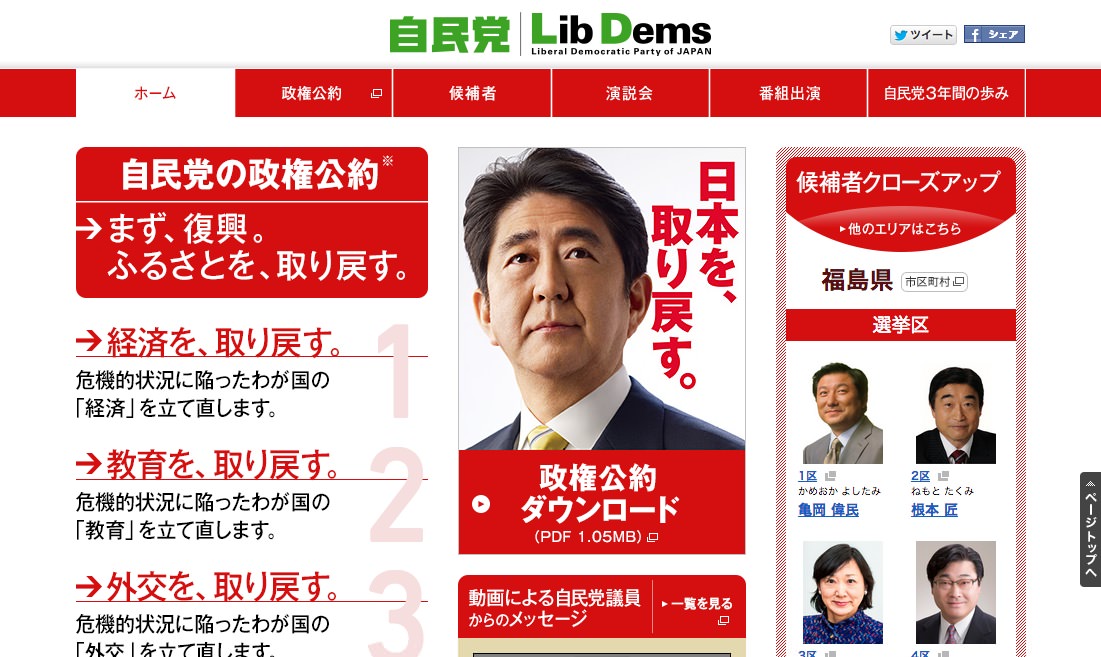 自民党
Lib Dems
Liberal Democratic Party of JAPAN
ツイート
シェア
ホーム
政権公約
候補者
演説会
番組出演
自民党3年間の歩み
自民党の政権公約※
まず、復興。
ふるさとを、取り戻す。
1
経済を、取り戻す。
危機的状況に陥ったわが国の
「経済」を立て直します。
2
教育を、取り戻す。
危機的状況に陥ったわが国の
「教育」を立て直します。
3
外交を、取り戻す。
危機的状況に陥ったわが国の
「外交」を立て直します。
日本を、
取り戻す。
政権公約
ダウンロード
(PDF 1.05MB)
動画による自民党議員
からのメッセージ
一覧を見る
候補者クローズアップ
他のエリアはこちら
福島県
市区町村
選挙区
1区
かめおか よしたみ
亀岡 偉民
2区
ねもと たくみ
根本 匠
3区
4区
ページトップへ